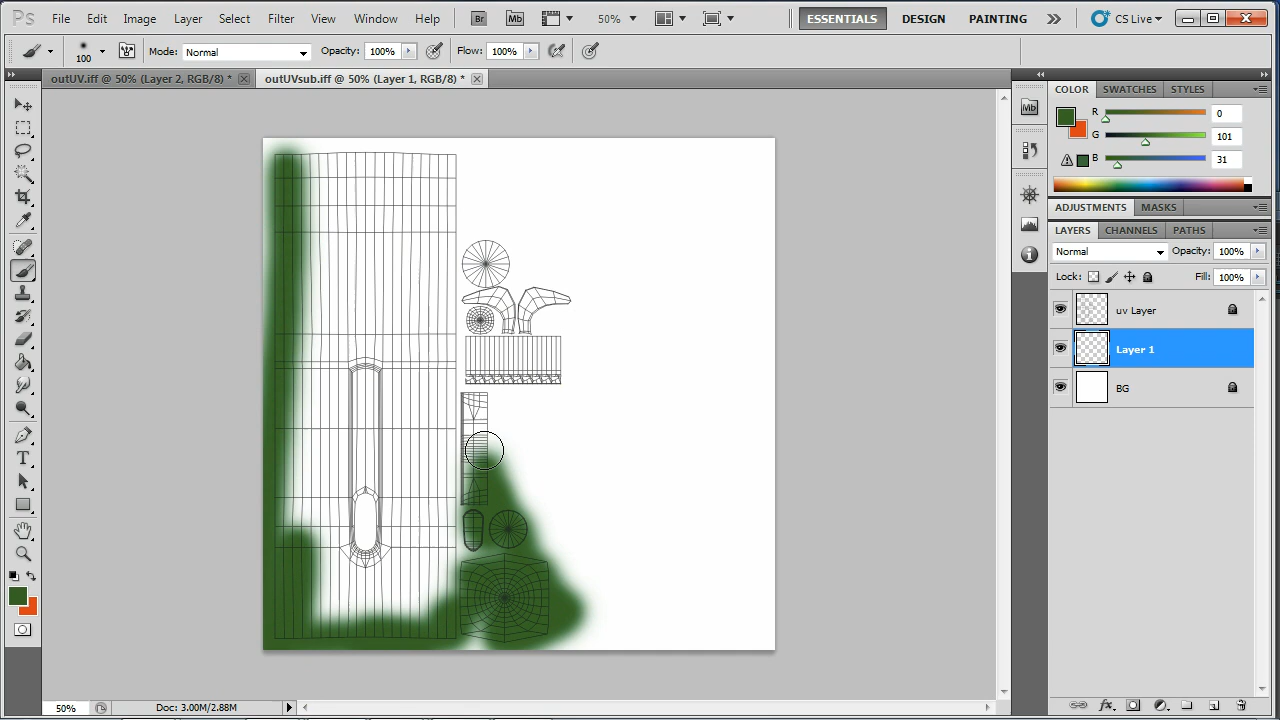 Ps File Edit Image Layer Select Filter View Window Help Br Mb 50% ESSENTIALS DESIGN PAINTING CS Live
100 Mode: Normal Opacity: 100% Flow: 100%
outUV.iff @ 50% (Layer 2, RGB/8) * outUVsub.iff @ 50% (Layer 1, RGB/8) *
COLOR SWATCHES STYLES
Mb
R 0
G 101
B 31
ADJUSTMENTS MASKS
LAYERS CHANNELS PATHS
Normal Opacity: 100%
Lock: Fill: 100%
uv Layer
Layer 1
BG
T
50% Doc: 3.00M/2.88M
fx